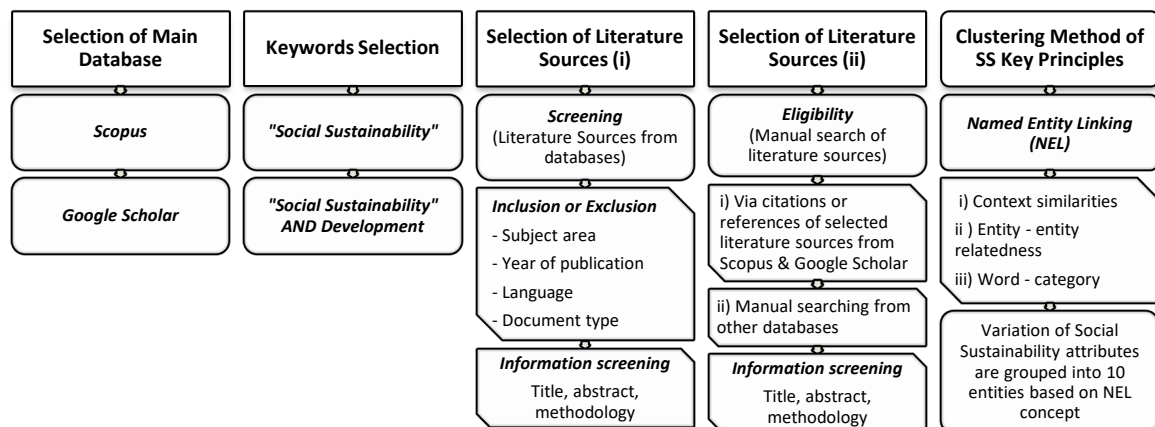 Selection of Main
Database
Scopus
Google Scholar
Keywords Selection
"Social Sustainability"
"Social Sustainability"
AND Development
Selection of Literature
Sources (i)
Screening
(Literature Sources from
databases)
Inclusion or Exclusion
- Subject area
- Year of publication
- Language
- Document type
Information screening
Title, abstract,
methodology
Selection of Literature
Sources (ii)
Eligibility
(Manual search of
literature sources)
i) Via citations or
references of selected
literature sources from
Scopus & Google Scholar
ii) Manual searching from
other databases
Information screening
Title, abstract,
methodology
Clustering Method of
SS Key Principles
Named Entity Linking
(NEL)
i) Context similarities
ii ) Entity - entity
relatedness
iii) Word - category
Variation of Social
Sustainability attributes
are grouped into 10
entities based on NEL
concept